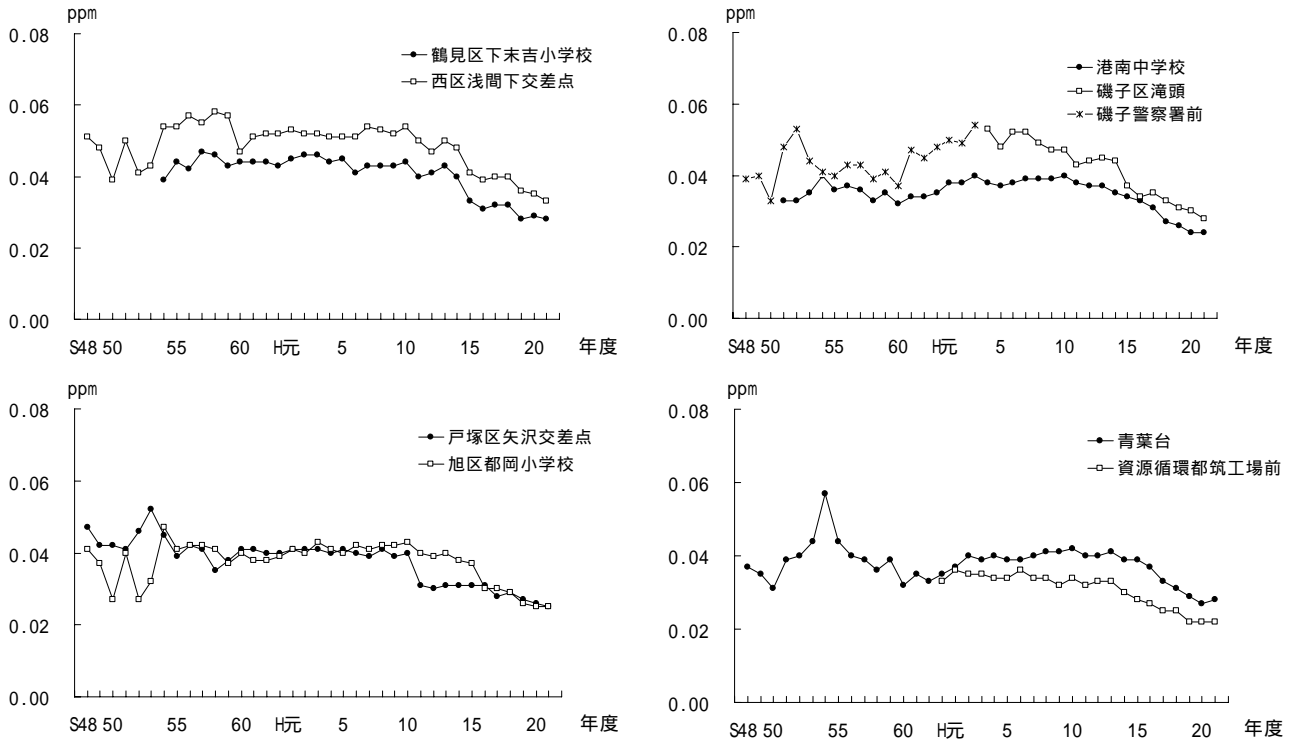 ppm
0.08
0.06
0.04
0.02
0.00
鶴見区下末吉小学校
西区浅間下交差点
S48 50 55 60 H元 5 10 15 20 年度
ppm
0.08
0.06
0.04
0.02
0.00
港南中学校
磯子区滝頭
磯子警察署前
S48 50 55 60 H元 5 10 15 20 年度
ppm
0.08
0.06
0.04
0.02
0.00
戸塚区矢沢交差点
旭区都岡小学校
S48 50 55 60 H元 5 10 15 20 年度
ppm
0.08
0.06
0.04
0.02
0.00
青葉台
資源循環都筑工場前
S48 50 55 60 H元 5 10 15 20 年度